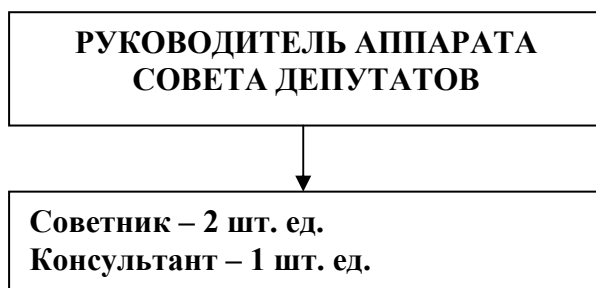 РУКОВОДИТЕЛЬ АППАРАТА
СОВЕТА ДЕПУТАТОВ
Советник – 2 шт. ед.
Консультант – 1 шт. ед.